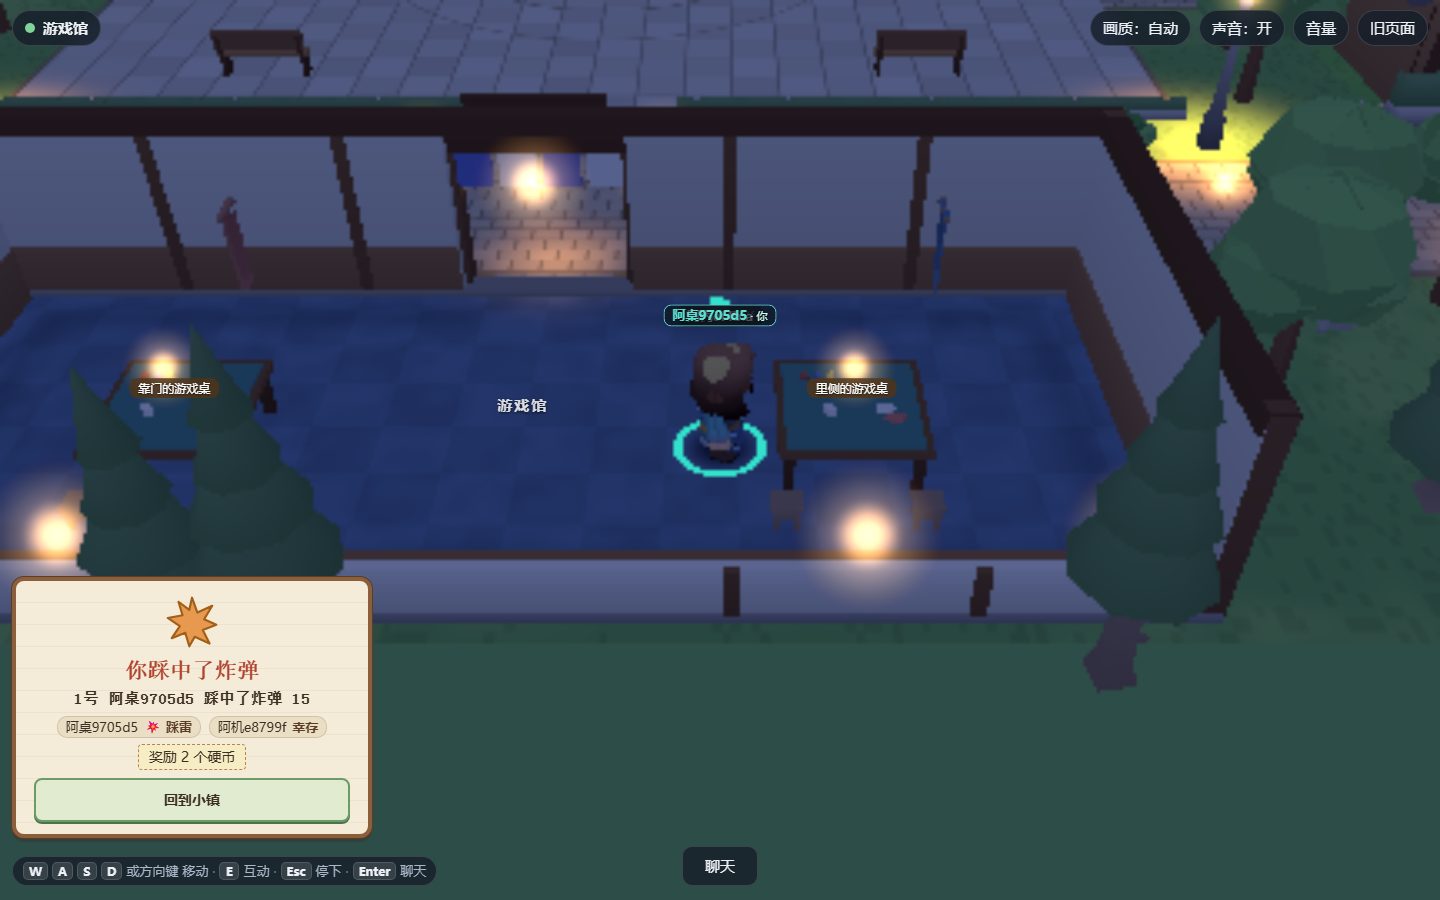 游戏馆
画质：自动
声音：开
音量
旧页面
阿桌9705d5 · 你
靠门的游戏桌
里侧的游戏桌
游戏馆
你踩中了炸弹
1号 阿桌9705d5 踩中了炸弹 15
阿桌9705d5 踩雷
阿机e8799f 幸存
奖励 2 个硬币
回到小镇
W A S D 或方向键 移动 · E 互动 · Esc 停下 · Enter 聊天
聊天